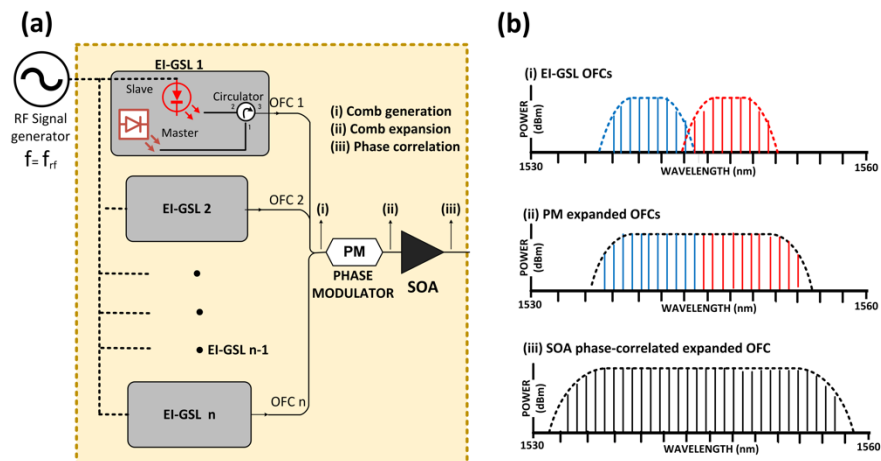 (a)
EI-GSL 1
Slave
Circulator
2
3
1
OFC 1
Master
RF Signal
generator
f= f_rf
(i) Comb generation
(ii) Comb expansion
(iii) Phase correlation
EI-GSL 2
OFC 2
(i)
(ii)
(iii)
PM
PHASE
MODULATOR
SOA
EI-GSL n-1
EI-GSL n
OFC n
(b)
(i) EI-GSL OFCs
POWER
(dBm)
1530
WAVELENGTH (nm)
1560
(ii) PM expanded OFCs
POWER
(dBm)
1530
WAVELENGTH (nm)
1560
(iii) SOA phase-correlated expanded OFC
POWER
(dBm)
1530
WAVELENGTH (nm)
1560